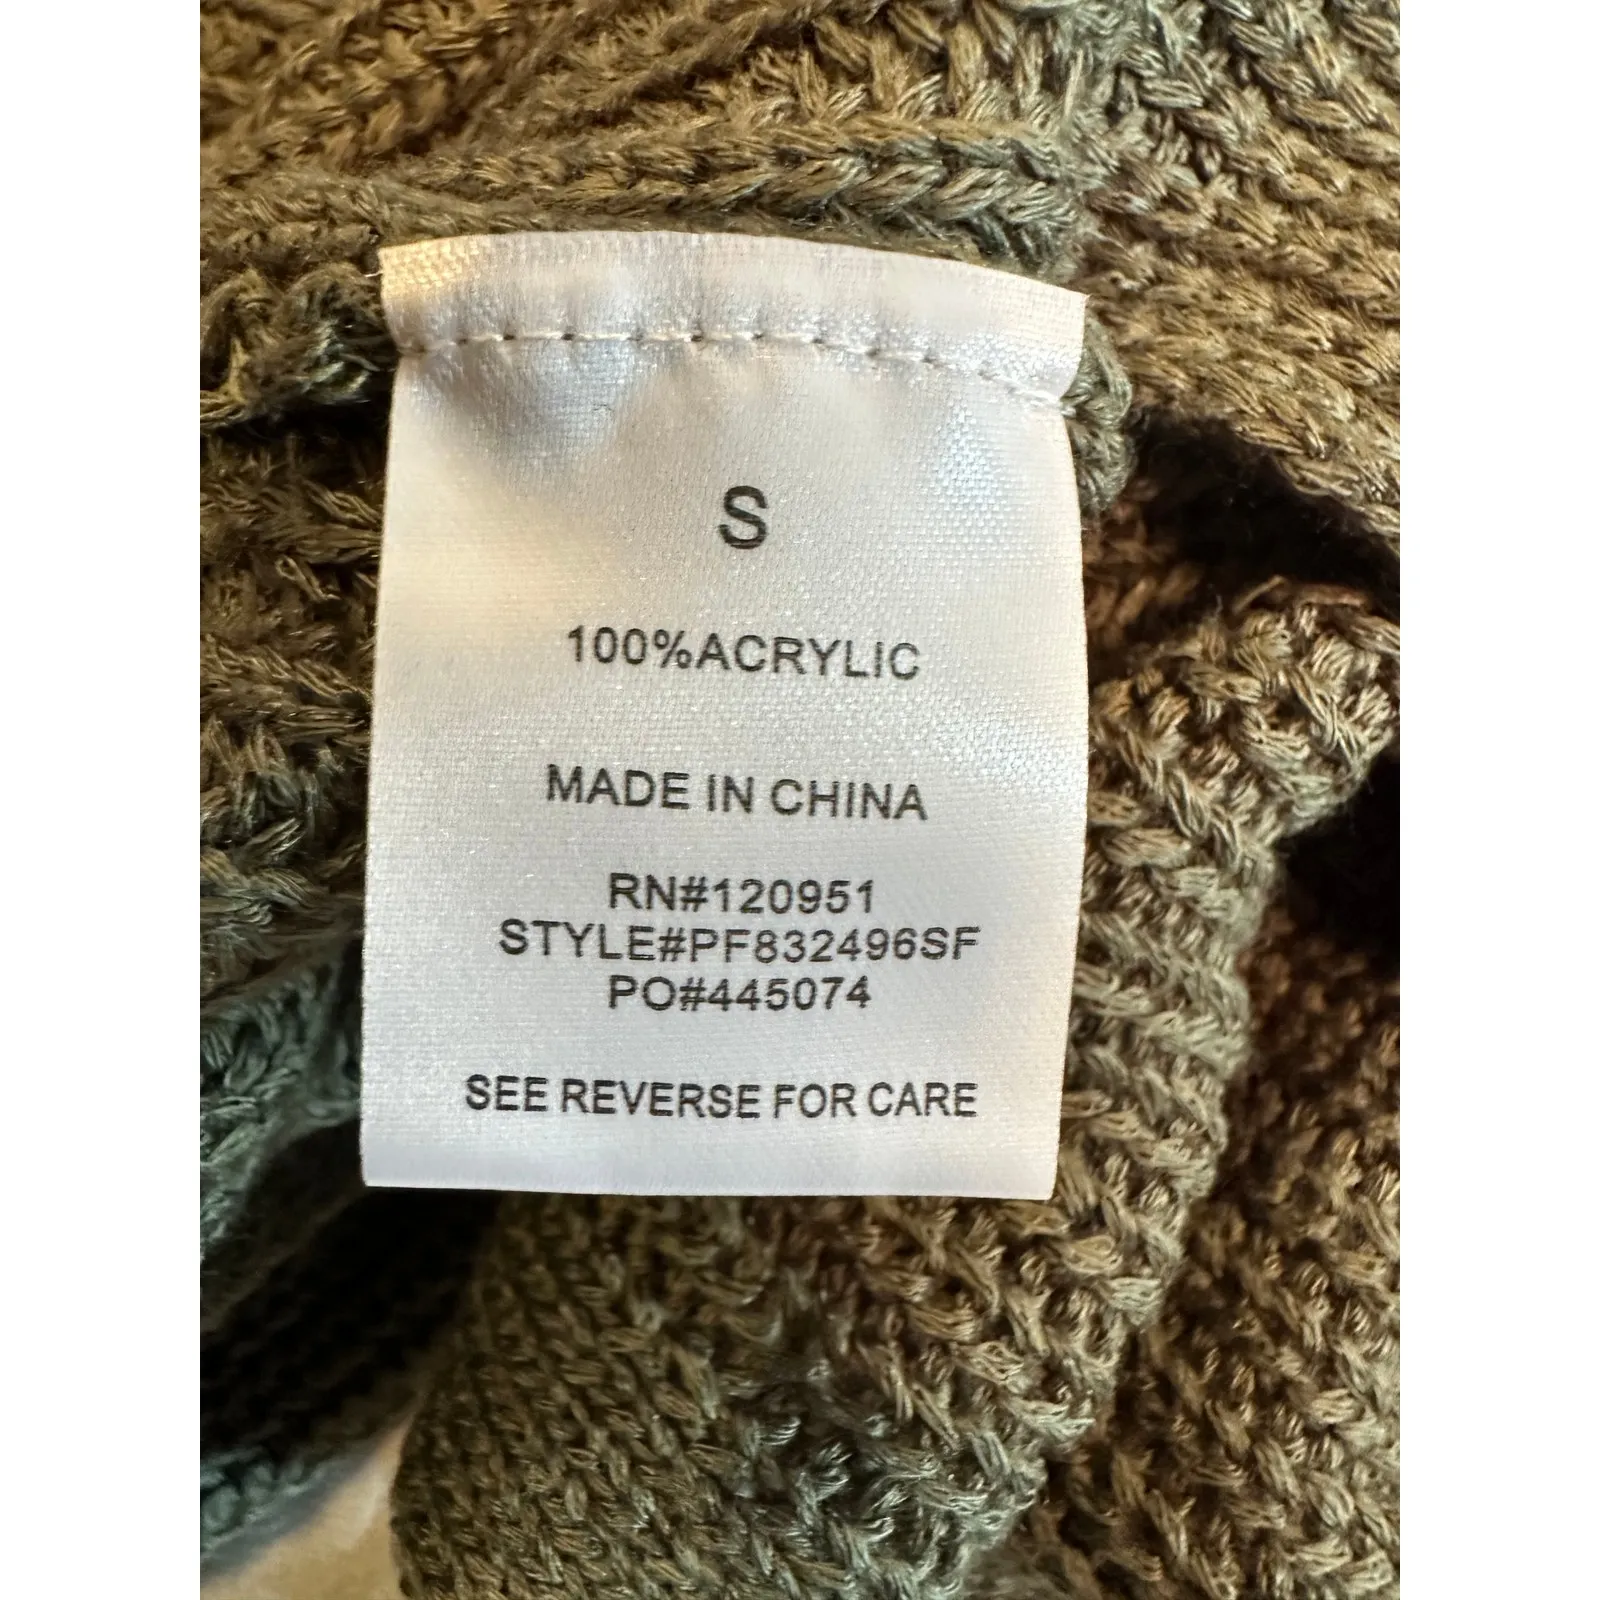 S
100%ACRYLIC
MADE IN CHINA
RN#120951
STYLE#PF832496SF
PO#445074
SEE REVERSE FOR CARE